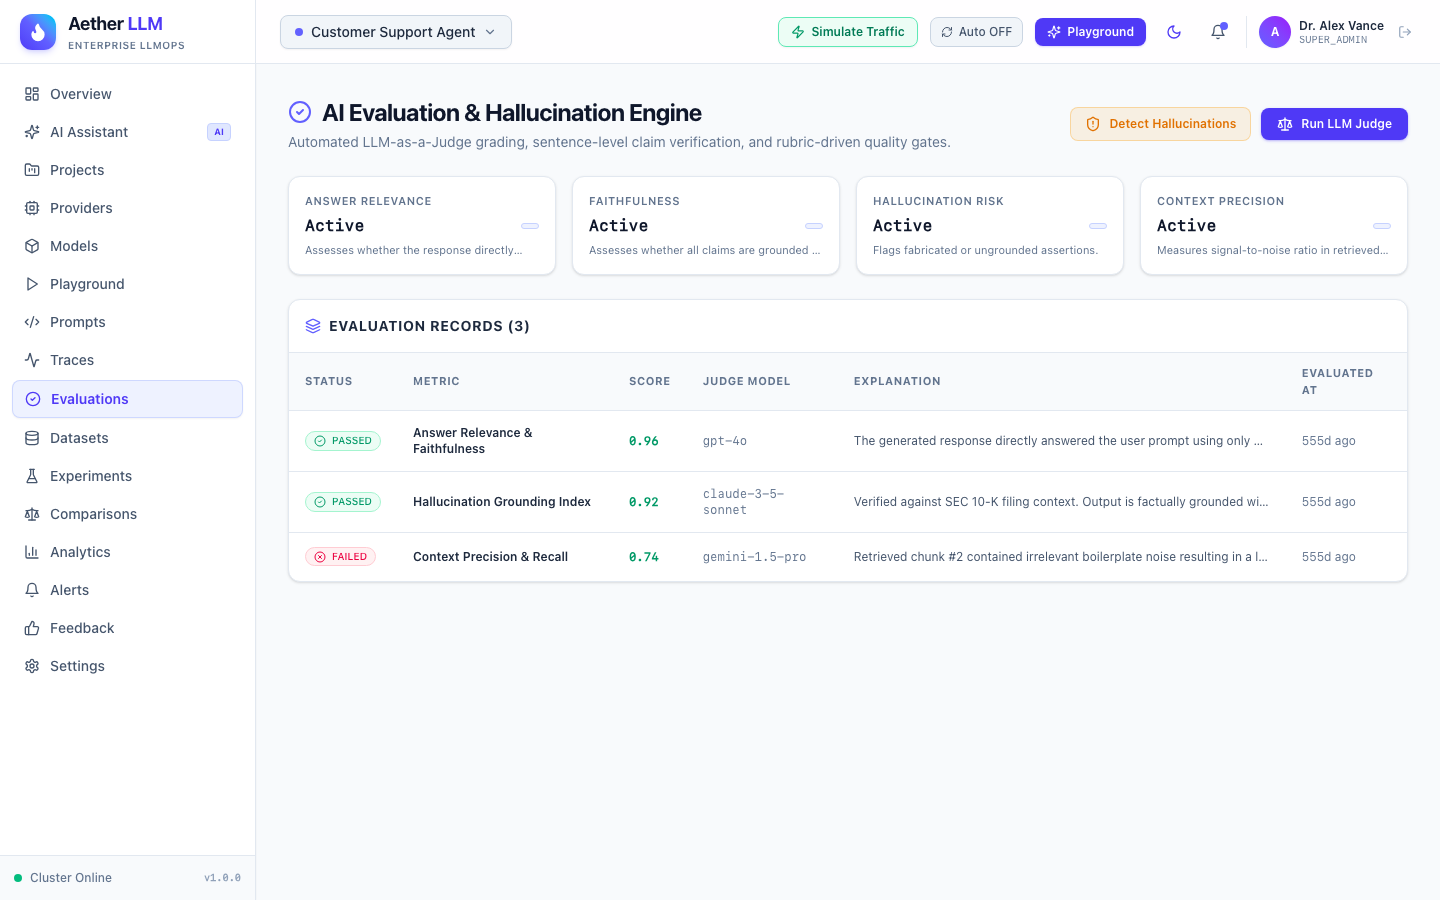 Aether LLM
ENTERPRISE LLMOPS
Customer Support Agent
Simulate Traffic
Auto OFF
Playground
A
Dr. Alex Vance
SUPER_ADMIN
Overview
AI Assistant
AI
Projects
Providers
Models
Playground
Prompts
Traces
Evaluations
Datasets
Experiments
Comparisons
Analytics
Alerts
Feedback
Settings
Cluster Online
v1.0.0
AI Evaluation & Hallucination Engine
Automated LLM-as-a-Judge grading, sentence-level claim verification, and rubric-driven quality gates.
Detect Hallucinations
Run LLM Judge
ANSWER RELEVANCE
Active
Assesses whether the response directly...
FAITHFULNESS
Active
Assesses whether all claims are grounded ...
HALLUCINATION RISK
Active
Flags fabricated or ungrounded assertions.
CONTEXT PRECISION
Active
Measures signal-to-noise ratio in retrieved...
EVALUATION RECORDS (3)
STATUS METRIC SCORE JUDGE MODEL EXPLANATION EVALUATED
AT
PASSED
Answer Relevance &
Faithfulness
0.96
gpt-4o
The generated response directly answered the user prompt using only ...
555d ago
PASSED
Hallucination Grounding Index
0.92
claude-3-5-
sonnet
Verified against SEC 10-K filing context. Output is factually grounded wi...
555d ago
FAILED
Context Precision & Recall
0.74
gemini-1.5-pro
Retrieved chunk #2 contained irrelevant boilerplate noise resulting in a l...
555d ago